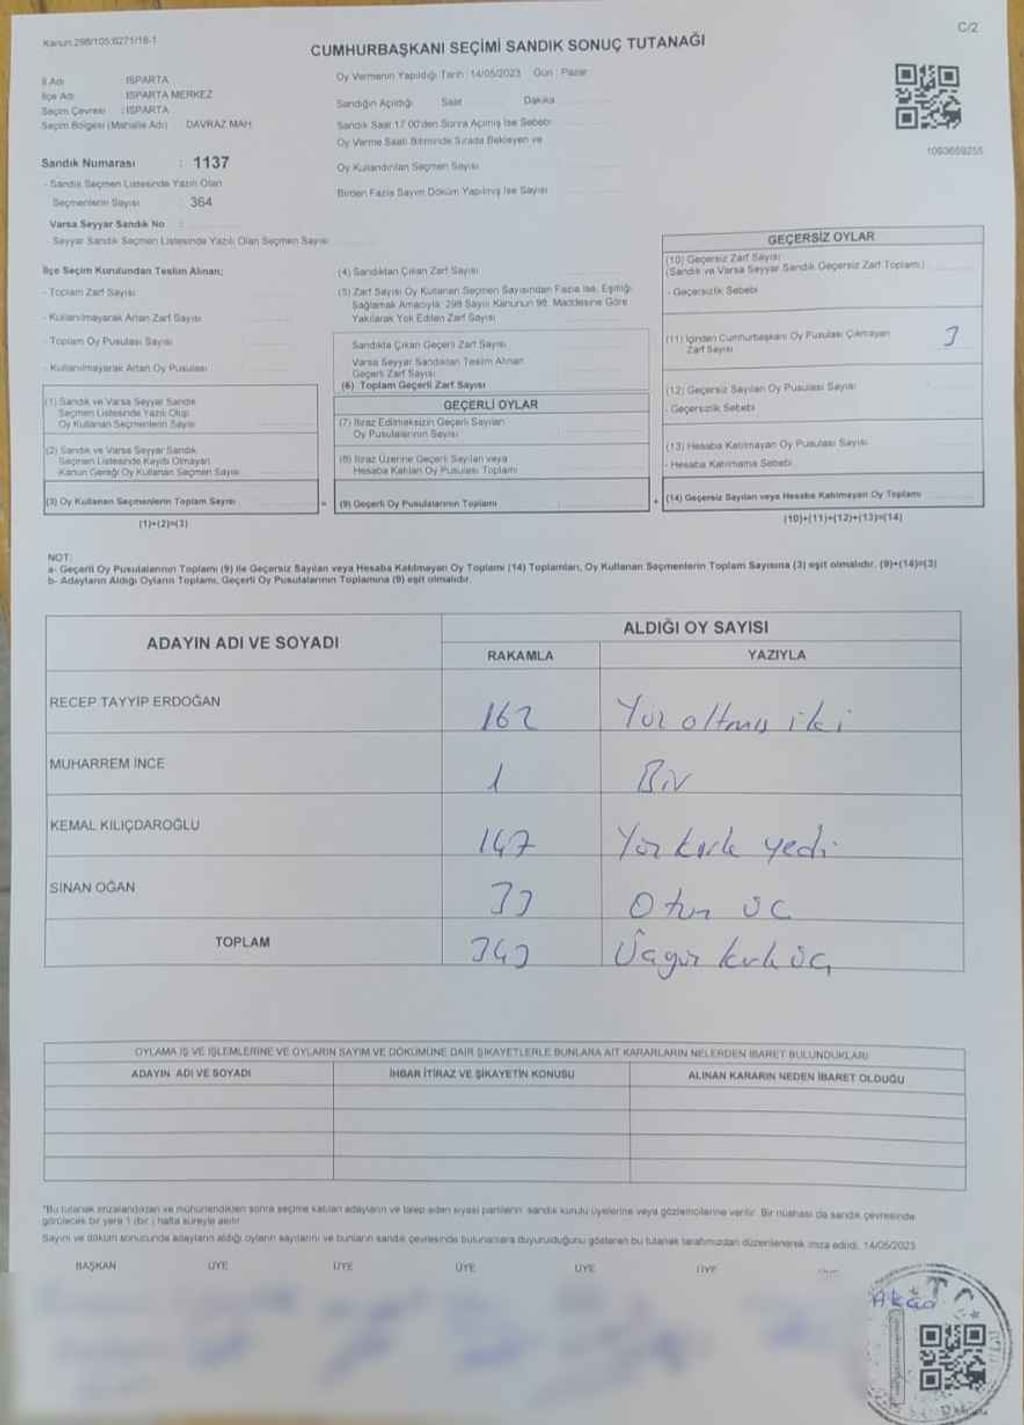 Kanun:298/105;6271/18-1
C/2
CUMHURBAŞKANI SEÇİMİ SANDIK SONUÇ TUTANAĞI
İl Adı : ISPARTA
İlçe Adı : ISPARTA MERKEZ
Seçim Çevresi : ISPARTA
Seçim Bölgesi (Mahalle Adı) DAVRAZ MAH.
Sandık Numarası : 1137
- Sandık Seçmen Listesinde Yazılı Olan
Seçmenlerin Sayısı 364
Varsa Seyyar Sandık No :
- Seyyar Sandık Seçmen Listesinde Yazılı Olan Seçmen Sayısı
Oy Vermenin Yapıldığı Tarih : 14/05/2023 Gün : Pazar
Sandığın Açıldığı Saat Dakika
Sandık Saat 17.00'den Sonra Açılmış İse Sebebi
Oy Verme Saati Bitiminde Sırada Bekleyen ve
Oy Kullandırılan Seçmen Sayısı
Birden Fazla Sayım Döküm Yapılmış İse Sayısı
1093659255
İlçe Seçim Kurulundan Teslim Alınan;
- Toplam Zarf Sayısı
- Kullanılmayarak Artan Zarf Sayısı
- Toplam Oy Pusulası Sayısı
- Kullanılmayarak Artan Oy Pusulası
(1) Sandık ve Varsa Seyyar Sandık
Seçmen Listesinde Yazılı Olup
Oy Kullanan Seçmenlerin Sayısı
(2) Sandık ve Varsa Seyyar Sandık
Seçmen Listesinde Kaydı Olmayan
Kanun Gereği Oy Kullanan Seçmen Sayısı
(3) Oy Kullanan Seçmenlerin Toplam Sayısı
(1)+(2)=(3)
(4) Sandıktan Çıkan Zarf Sayısı
(5) Zarf Sayısı Oy Kullanan Seçmen Sayısından Fazla İse, Eşitliği
Sağlamak Amacıyla, 298 Sayılı Kanunun 98. Maddesine Göre
Yakılarak Yok Edilen Zarf Sayısı
Sandıkta Çıkan Geçerli Zarf Sayısı
Varsa Seyyar Sandıktan Teslim Alınan
Geçerli Zarf Sayısı
(6) Toplam Geçerli Zarf Sayısı
GEÇERLİ OYLAR
(7) İtiraz Edilmeksizin Geçerli Sayılan
Oy Pusulalarının Sayısı
(8) İtiraz Üzerine Geçerli Sayılan veya
Hesaba Katılan Oy Pusulası Toplamı
= (9) Geçerli Oy Pusulalarının Toplamı
GEÇERSİZ OYLAR
(10) Geçersiz Zarf Sayısı
(Sandık ve Varsa Seyyar Sandık Geçersiz Zarf Toplamı)
- Geçersizlik Sebebi
(11) İçinden Cumhurbaşkanı Oy Pusulası Çıkmayan
Zarf Sayısı 3
(12) Geçersiz Sayılan Oy Pusulası Sayısı
- Geçersizlik Sebebi
(13) Hesaba Katılmayan Oy Pusulası Sayısı
- Hesaba Katılmama Sebebi
+ (14) Geçersiz Sayılan veya Hesaba Katılmayan Oy Toplamı
(10)+(11)+(12)+(13)=(14)
NOT:
a- Geçerli Oy Pusulalarının Toplamı (9) ile Geçersiz Sayılan veya Hesaba Katılmayan Oy Toplamı (14) Toplamları, Oy Kullanan Seçmenlerin Toplam Sayısına (3) eşit olmalıdır. (9)+(14)=(3)
b- Adayların Aldığı Oyların Toplamı, Geçerli Oy Pusulalarının Toplamına (9) eşit olmalıdır.
ADAYIN ADI VE SOYADI ALDIĞI OY SAYISI
RAKAMLA YAZIYLA
RECEP TAYYİP ERDOĞAN 162 Yüz altmış iki
MUHARREM İNCE 1 Bir
KEMAL KILIÇDAROĞLU 147 Yüz kırk yedi
SİNAN OĞAN 33 Otuz üç
TOPLAM 343 Üçyüz kırk üç
OYLAMA İŞ VE İŞLEMLERİNE VE OYLARIN SAYIM VE DÖKÜMÜNE DAİR ŞİKAYETLERLE BUNLARA AİT KARARLARIN NELERDEN İBARET BULUNDUKLARI
ADAYIN ADI VE SOYADI İHBAR İTİRAZ VE ŞİKAYETİN KONUSU ALINAN KARARIN NEDEN İBARET OLDUĞU
"Bu tutanak imzalandıktan ve mühürlendikten sonra seçime katılan adayların ve talep eden siyasi partilerin sandık kurulu üyelerine veya gözlemcilerine verilir. Bir nüshası da sandık çevresinde
görülecek bir yere 1 (bir) hafta süreyle asılır.
Sayım ve döküm sonucunda adayların aldığı oyların sayılarını ve bunların sandık çevresinde bulunanlara duyurulduğunu gösteren bu tutanak tarafımızdan düzenlenerek imza edildi. 14/05/2023
BAŞKAN ÜYE ÜYE ÜYE ÜYE ÜYE